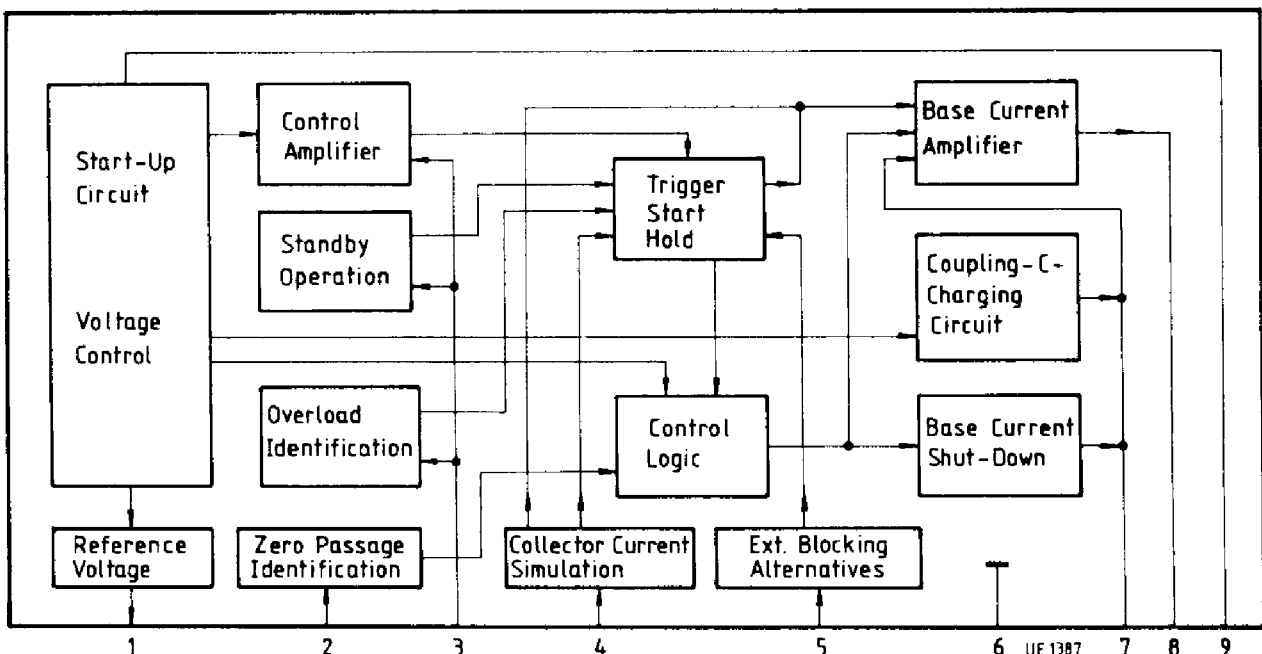 Start-Up
Circuit
Voltage
Control
Control
Amplifier
Standby
Operation
Overload
Identification
Trigger
Start
Hold
Control
Logic
Base Current
Amplifier
Coupling-C-
Charging
Circuit
Base Current
Shut-Down
Reference
Voltage
Zero Passage
Identification
Collector Current
Simulation
Ext. Blocking
Alternatives
1 2 3 4 5 6 UE 1387 7 8 9